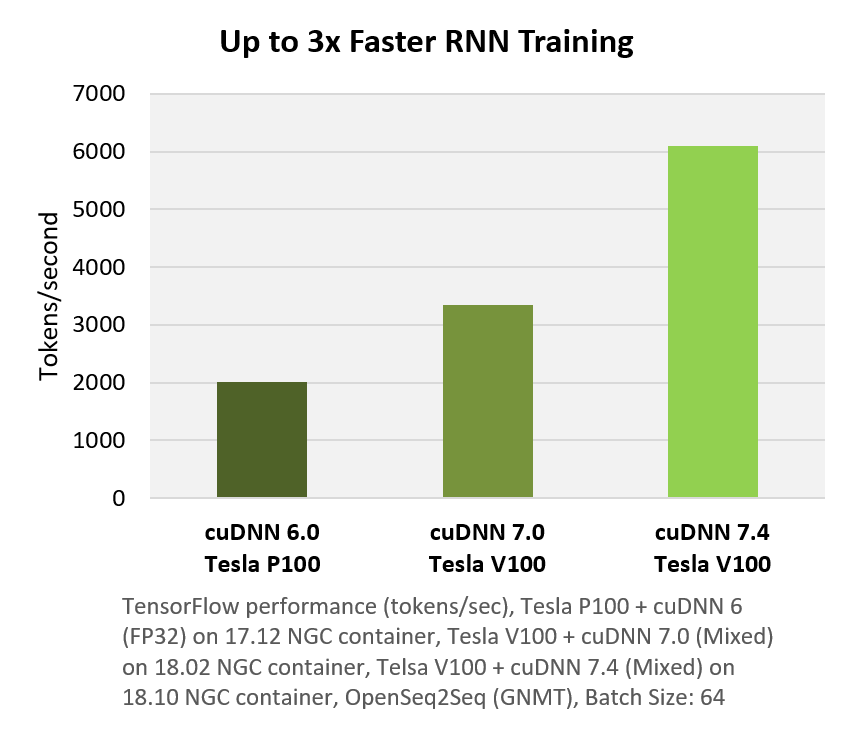 Up to 3x Faster RNN Training
7000
6000
5000
4000
3000
2000
1000
0
Tokens/second
cuDNN 6.0
Tesla P100
cuDNN 7.0
Tesla V100
cuDNN 7.4
Tesla V100
TensorFlow performance (tokens/sec), Tesla P100 + cuDNN 6
(FP32) on 17.12 NGC container, Tesla V100 + cuDNN 7.0 (Mixed)
on 18.02 NGC container, Telsa V100 + cuDNN 7.4 (Mixed) on
18.10 NGC container, OpenSeq2Seq (GNMT), Batch Size: 64